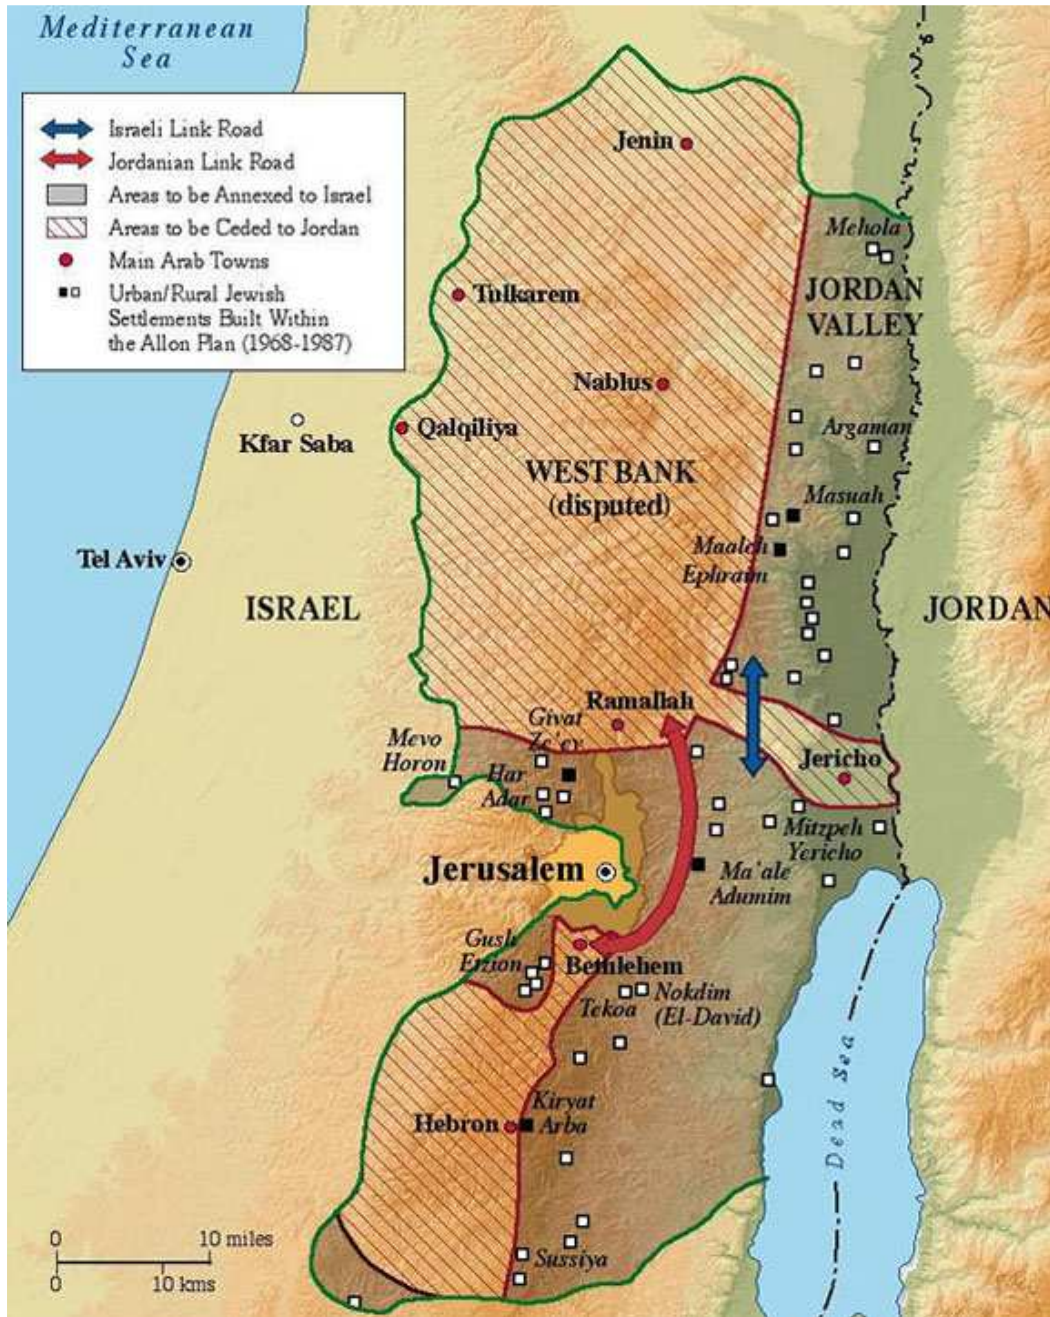 Mediterranean
Sea
Israeli Link Road
Jordanian Link Road
Areas to be Annexed to Israel
Areas to be Ceded to Jordan
Main Arab Towns
Urban/Rural Jewish
Settlements Built Within
the Allon Plan (1968-1987)
Jenin
Mehola
JORDAN
VALLEY
Tulkarem
Nablus
Kfar Saba
Qalqiliya
Argaman
WEST BANK
(disputed)
Masuah
Tel Aviv
Maaleh
Ephraim
ISRAEL
JORDAN
Ramallah
Givat
Ze'ev
Mevo
Horon
Jericho
Har
Adar
Mitzpeh
Yericho
Jerusalem
Ma'ale
Adumim
Gush
Etzion
Bethlehem
Tekoa
Nokdim
(El-David)
Dead Sea
Kiryat
Arba
Hebron
Sussiya
0 10 miles
0 10 kms